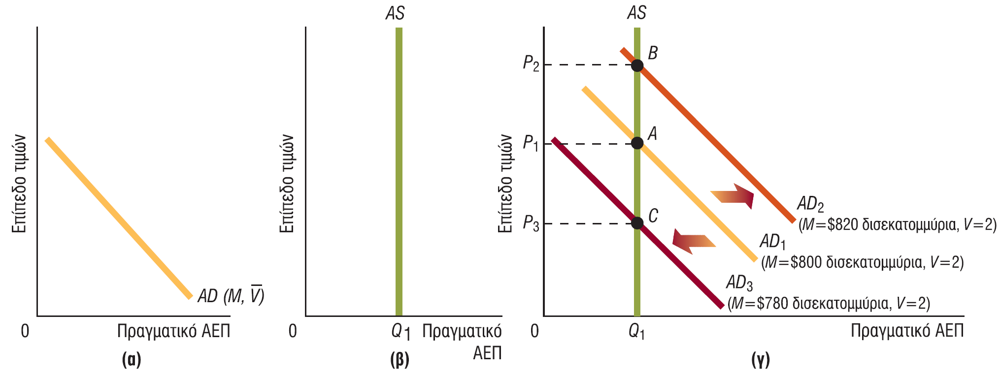 Επίπεδο τιμών
AD (M, V̅)
0
Πραγματικό ΑΕΠ
(α)
AS
Επίπεδο τιμών
0
Q1
Πραγματικό
ΑΕΠ
(β)
AS
Επίπεδο τιμών
P2
B
P1
A
P3
C
AD2
(M=$820 δισεκατομμύρια, V=2)
AD1
(M=$800 δισεκατομμύρια, V=2)
AD3
(M=$780 δισεκατομμύρια, V=2)
0
Q1
Πραγματικό ΑΕΠ
(γ)